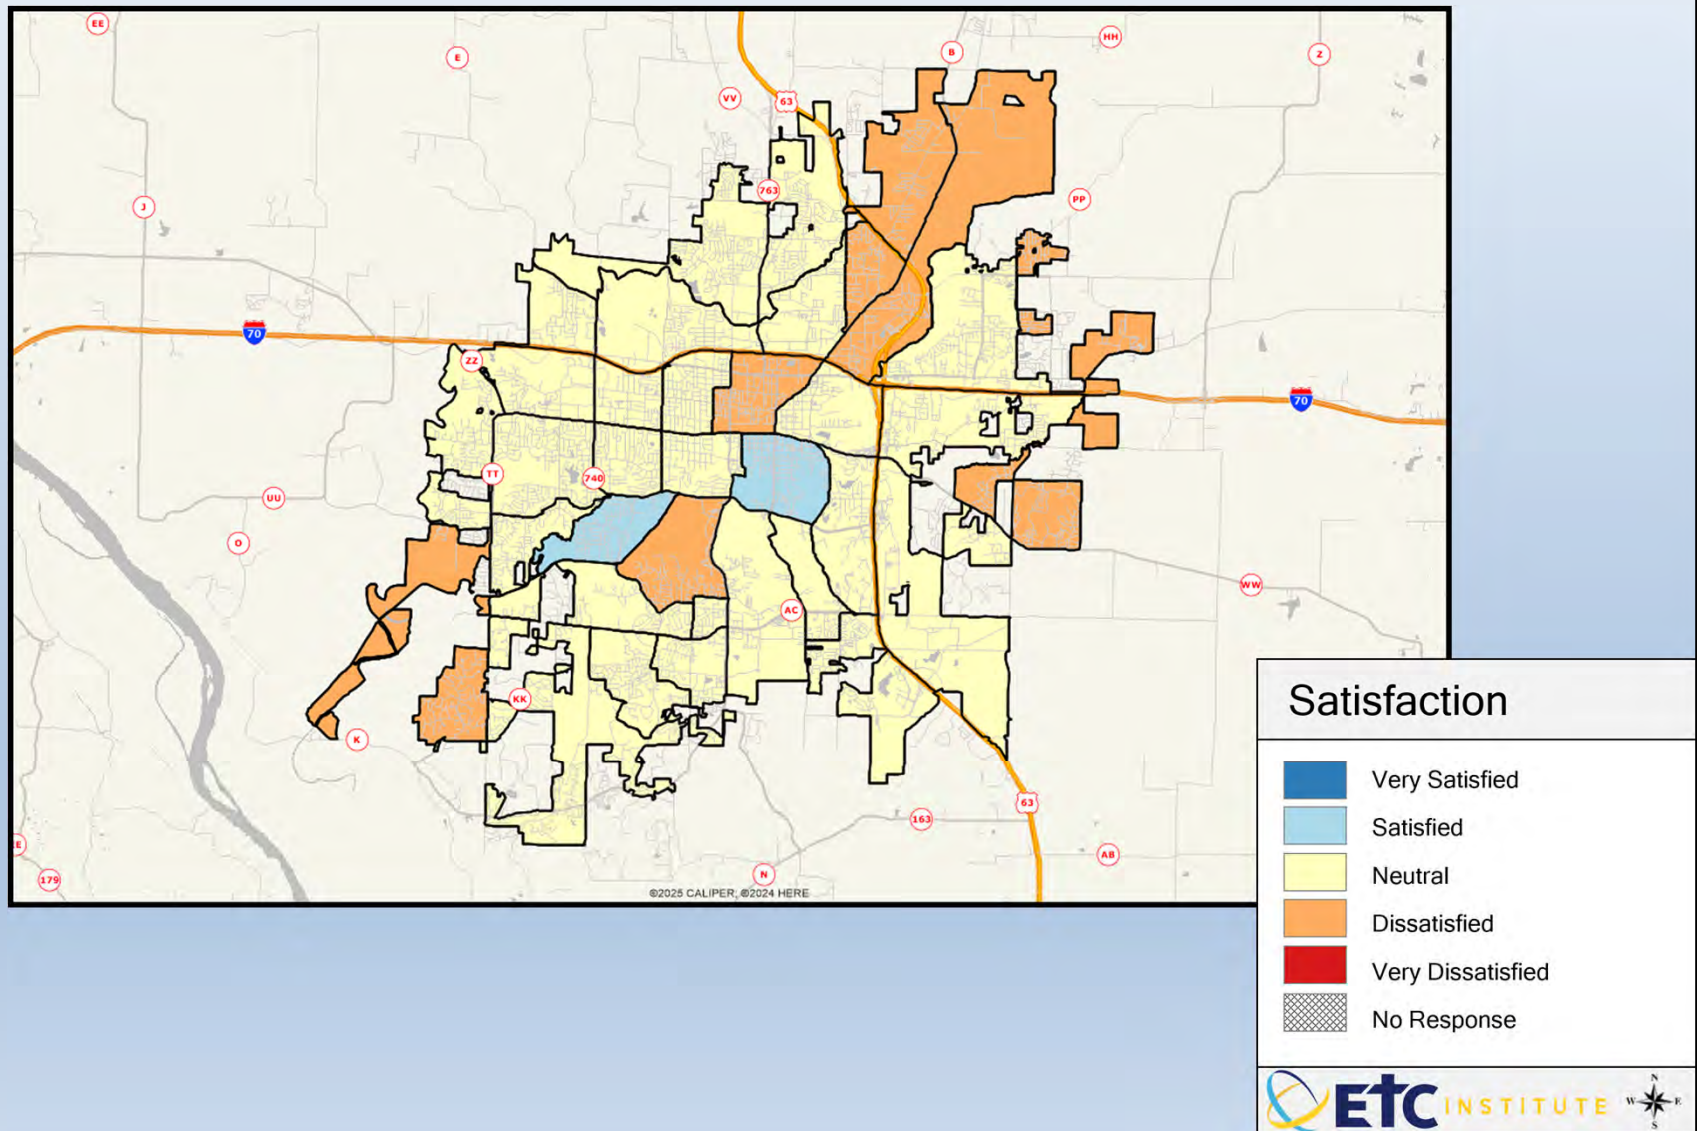 EE
E
B
HH
Z
VV
63
763
J
PP
70
ZZ
70
TT
740
UU
O
WW
AC
KK
K
63
163
E
179
N
AB
©2025 CALIPER; ©2024 HERE
Satisfaction
Very Satisfied
Satisfied
Neutral
Dissatisfied
Very Dissatisfied
No Response
ETC INSTITUTE
N
W E
S